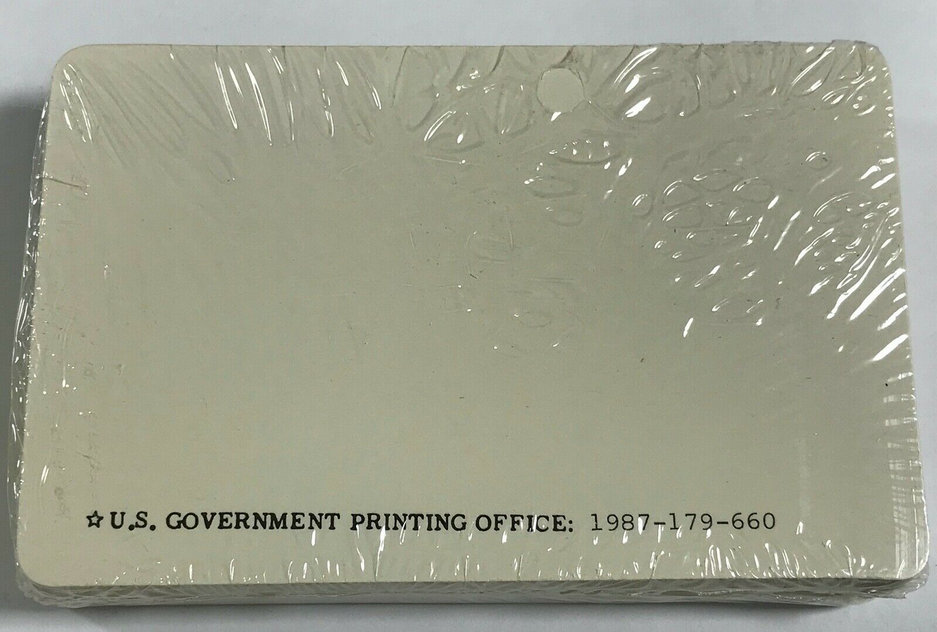 ☆ U.S. GOVERNMENT PRINTING OFFICE: 1987-179-660